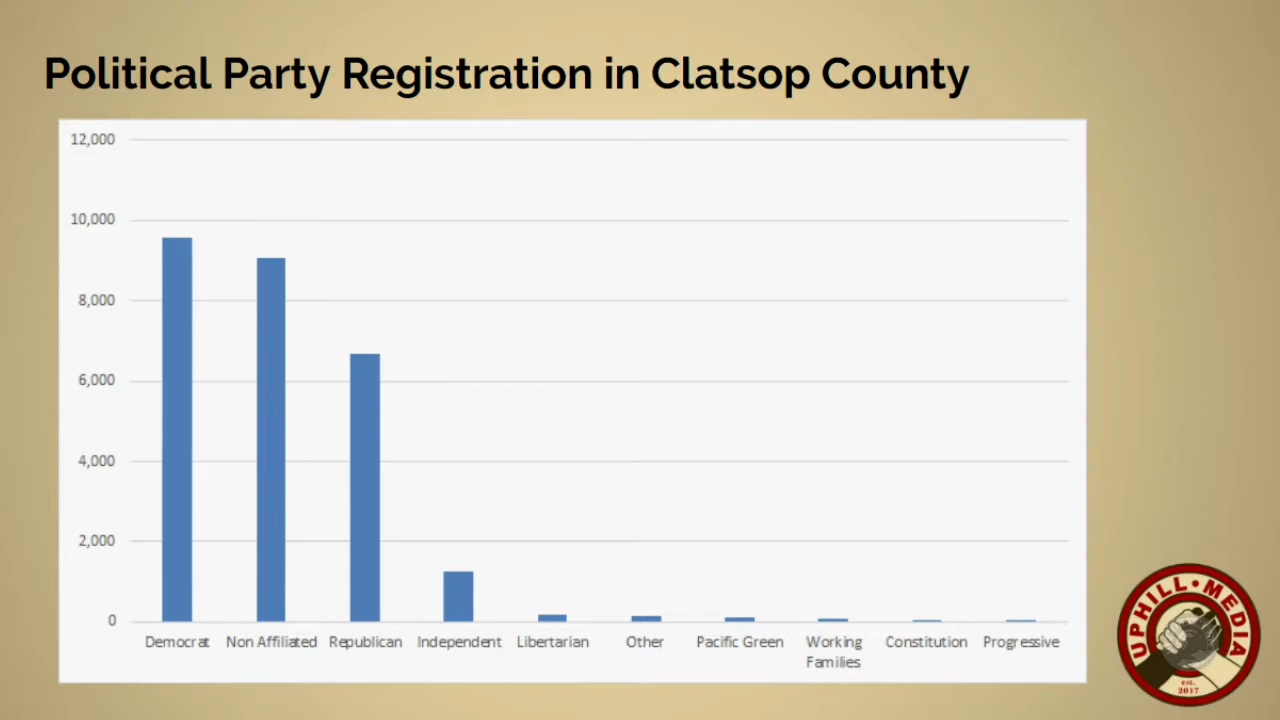 Political Party Registration in Clatsop County
12,000
10,000
8,000
6,000
4,000
2,000
0
Democrat Non Affiliated Republican Independent Libertarian Other Pacific Green Working Constitution Progressive
Families
UPHILL • MEDIA
est.
2017